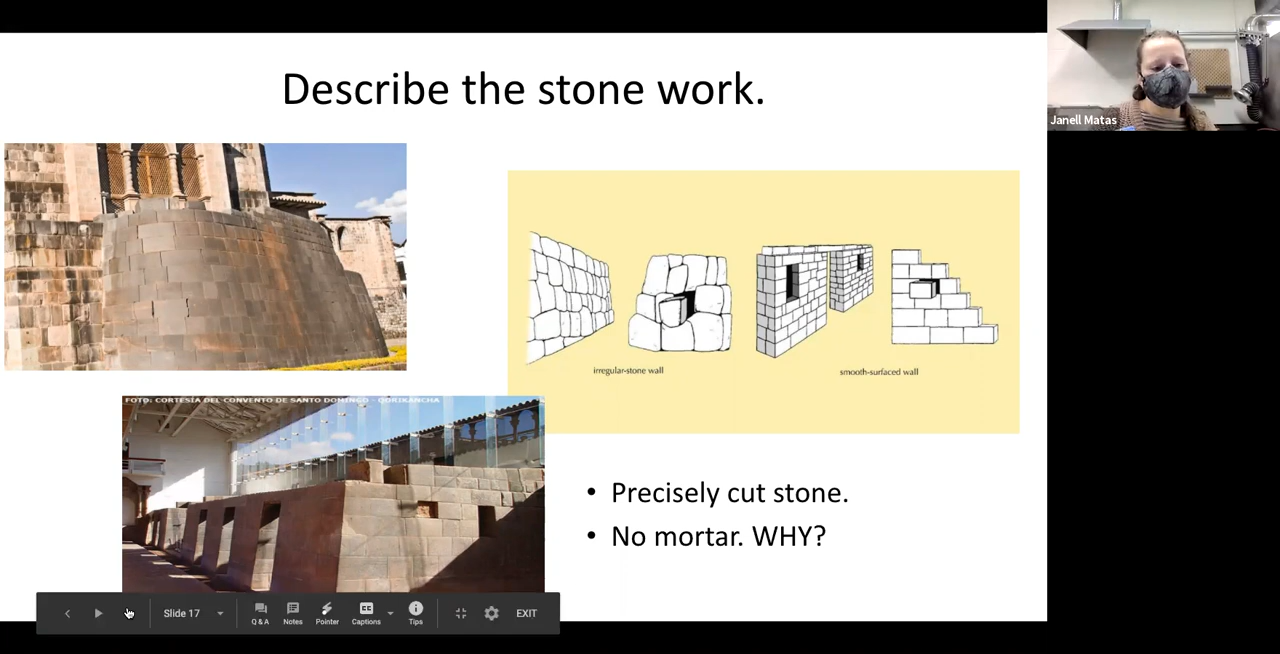 Describe the stone work.
Janell Matas
irregular-stone wall
smooth-surfaced wall
FOTO: CORTESÍA DEL CONVENTO DE SANTO DOMINGO - QORIKANCHA
• Precisely cut stone.
• No mortar. WHY?
Slide 17
Q & A
Notes
Pointer
CC
Captions
Tips
EXIT